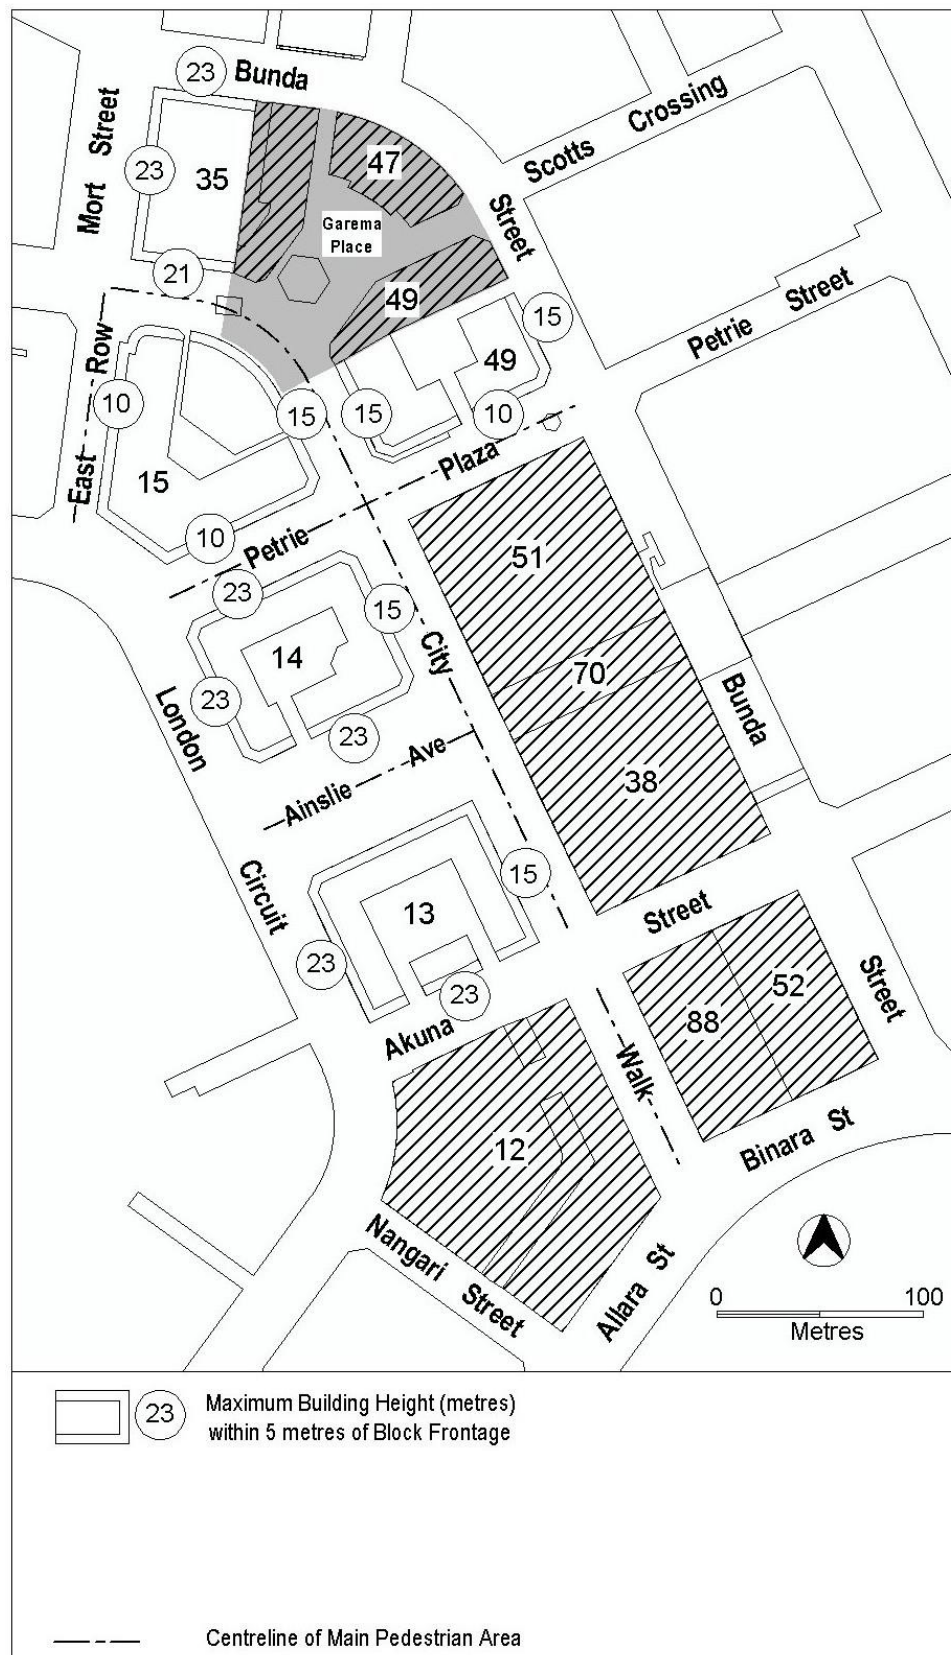 23
Bunda
Mort Street
23
35
47
Scotts Crossing
Street
Garema
Place
21
49
Petrie Street
15
49
East Row
10
15
15
10
15
Plaza
10
Petrie
51
23
15
City
14
70
London
23
Bunda
23
Ave
Ainslie
38
Circuit
15
13
Street
23
23
52
Street
88
Akuna
Walk
12
Binara St
Nangari Street
Allara St
0 100
Metres
23
Maximum Building Height (metres)
within 5 metres of Block Frontage
Centreline of Main Pedestrian Area